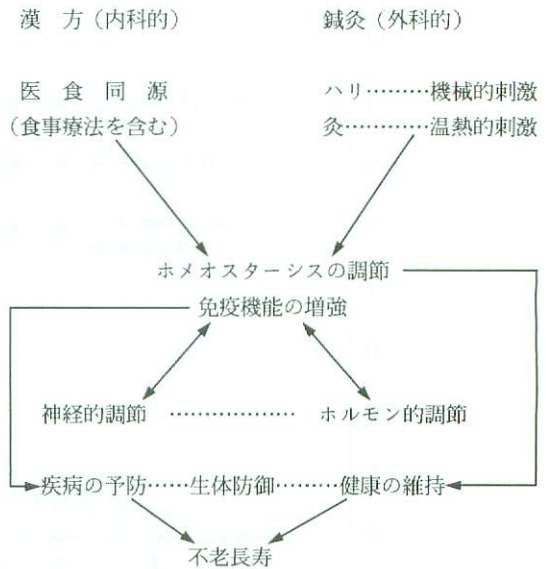 漢　方（内科的）　鍼灸（外科的）
医　食　同　源　ハリ………機械的刺激
（食事療法を含む）　灸…………温熱的刺激
ホメオスターシスの調節
免疫機能の増強
神経的調節　………………　ホルモン的調節
疾病の予防……生体防御………健康の維持
不老長寿